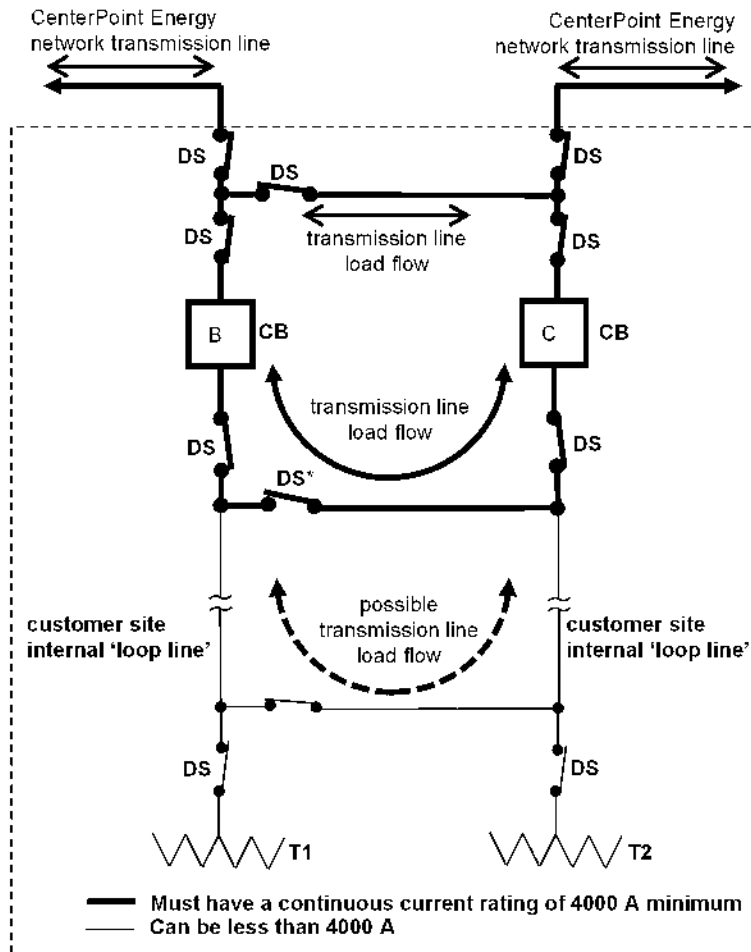 CenterPoint Energy
network transmission line
CenterPoint Energy
network transmission line
DS
DS
DS
DS
transmission line
load flow
DS
B
CB
C
CB
transmission line
load flow
DS
DS
DS*
customer site
internal ‘loop line’
possible
transmission line
load flow
customer site
internal ‘loop line’
DS
DS
T1
T2
Must have a continuous current rating of 4000 A minimum
Can be less than 4000 A